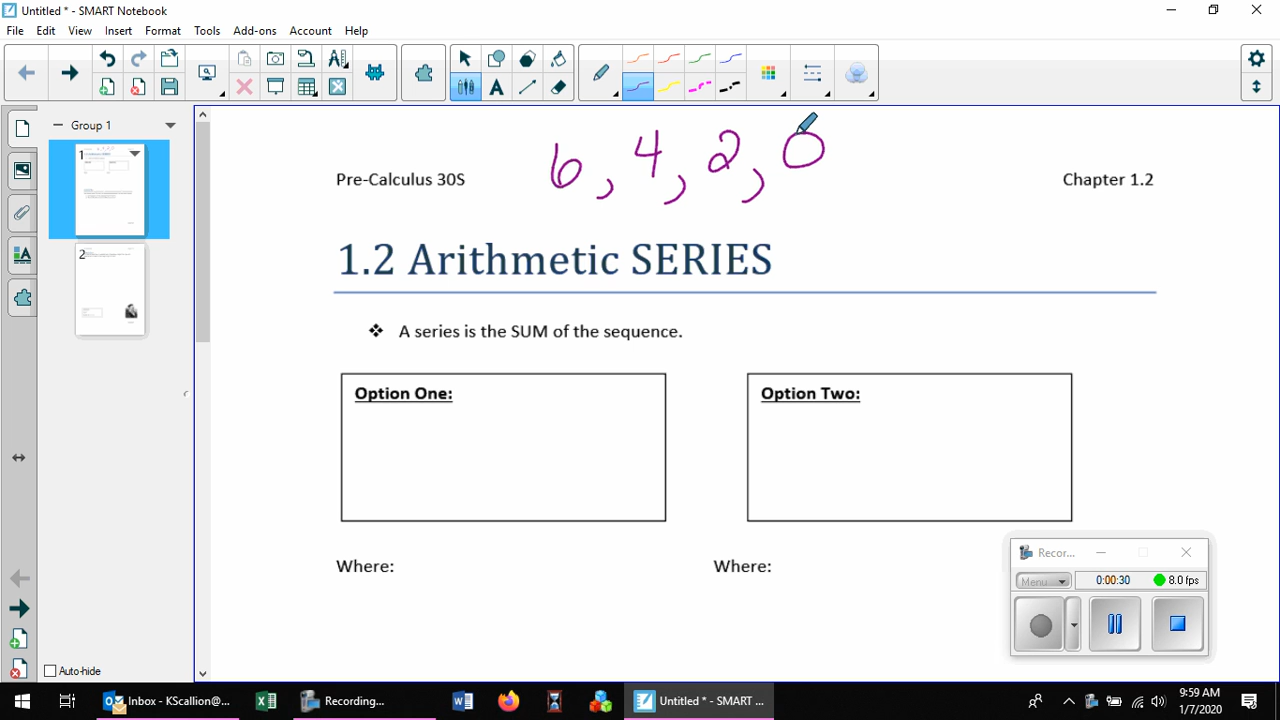 Untitled * - SMART Notebook
File Edit View Insert Format Tools Add-ons Account Help
Group 1
1
2
6, 4, 2, 0
Pre-Calculus 30S
Chapter 1.2
1.2 Arithmetic SERIES
❖ A series is the SUM of the sequence.
Option One:
Option Two:
Where:
Where:
Recor...
Menu
0:00:30
8.0 fps
Auto-hide
Inbox - KScallion@...
Recording...
Untitled * - SMART ...
9:59 AM
1/7/2020